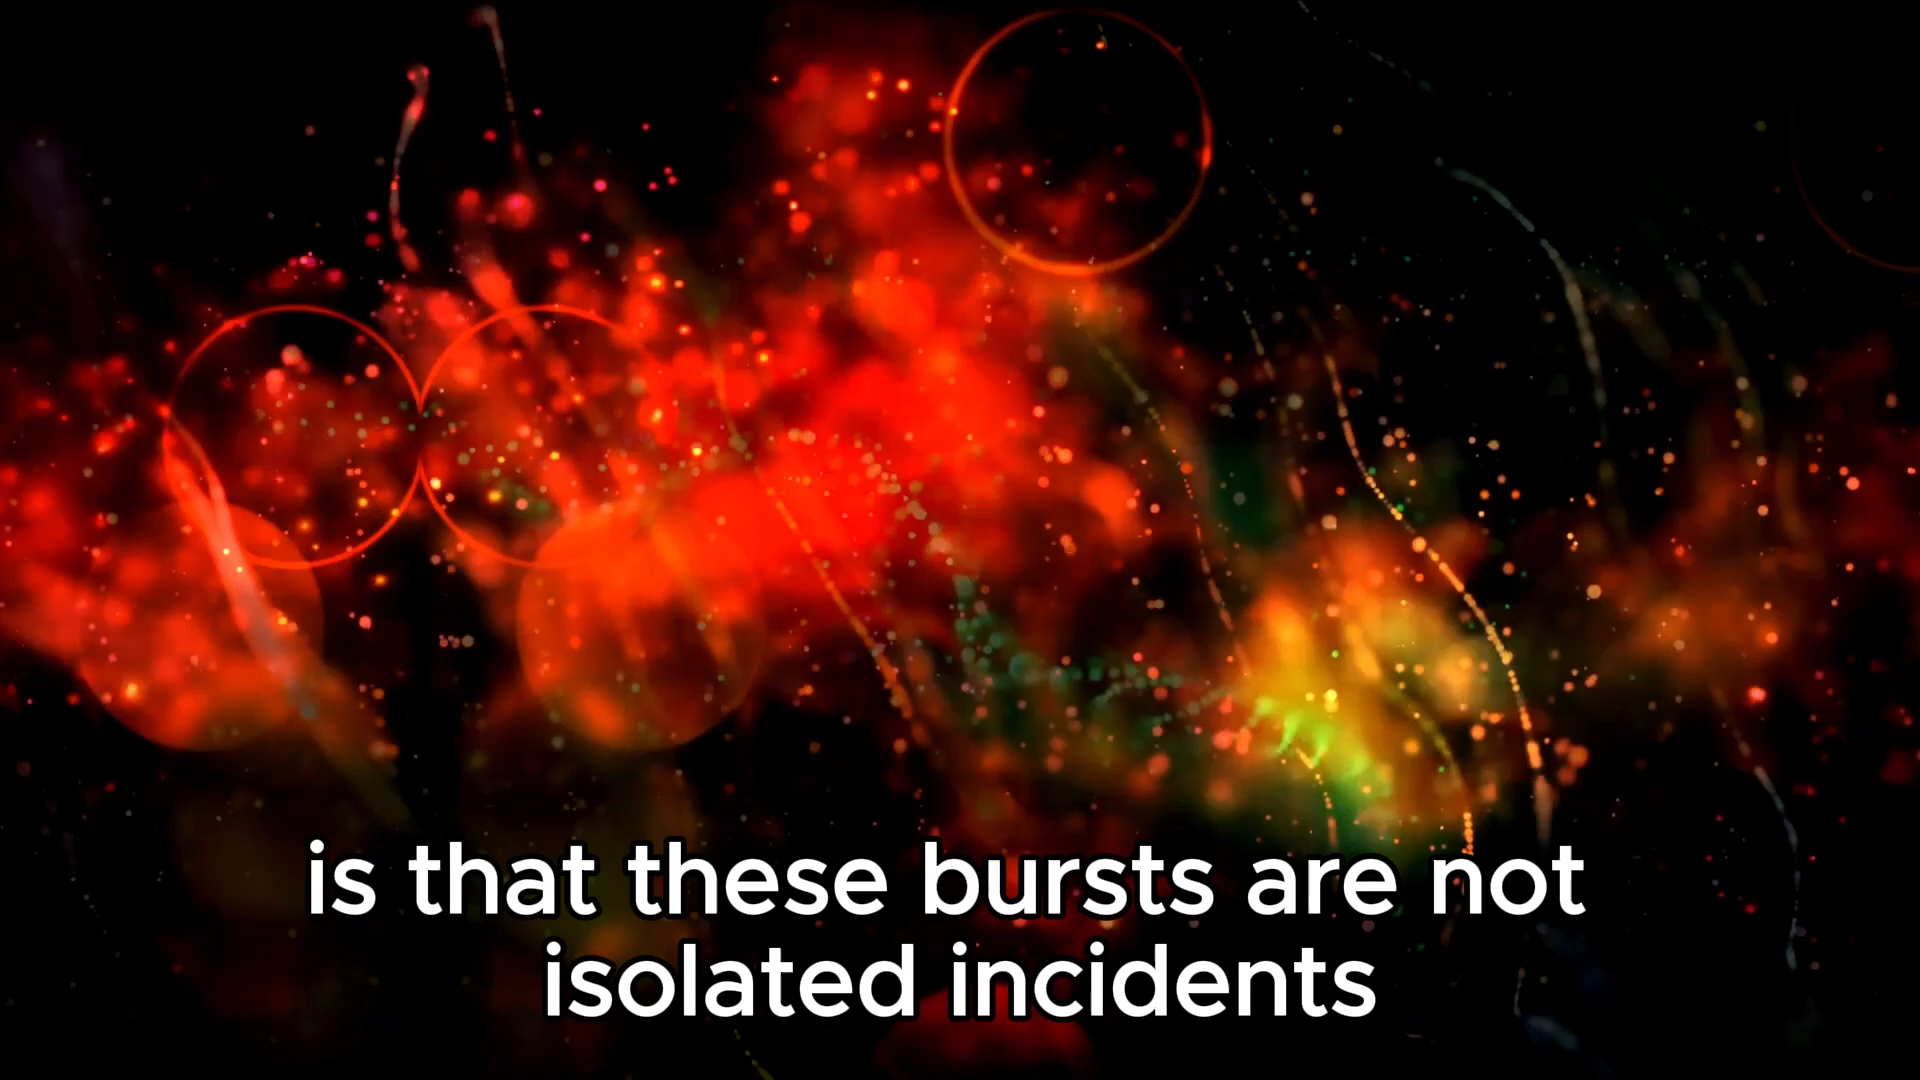 is that these bursts are not
isolated incidents